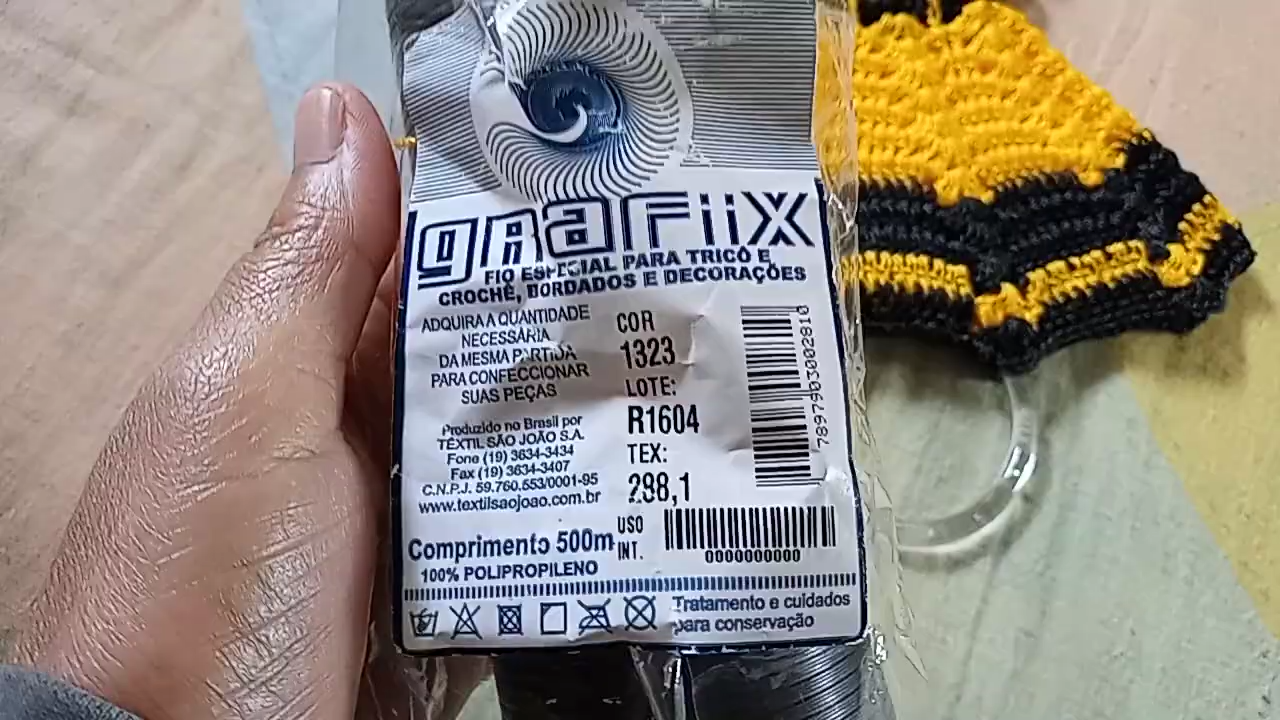 GRAFiiX
FIO ESPECIAL PARA TRICÔ E
CROCHÊ, BORDADOS E DECORAÇÕES
ADQUIRA A QUANTIDADE
NECESSÁRIA
DA MESMA PARTIDA
PARA CONFECCIONAR
SUAS PEÇAS
Produzido no Brasil por
TÊXTIL SÃO JOÃO S.A.
Fone (19) 3634-3434
Fax (19) 3634-3407
C.N.P.J. 59.760.553/0001-95
www.textilsaojoao.com.br
Comprimento 500m
100% POLIPROPILENO
COR
1323
LOTE:
R1604
TEX:
298,1
USO
INT.
7897903002810
0000000000
Tratamento e cuidados
para conservação